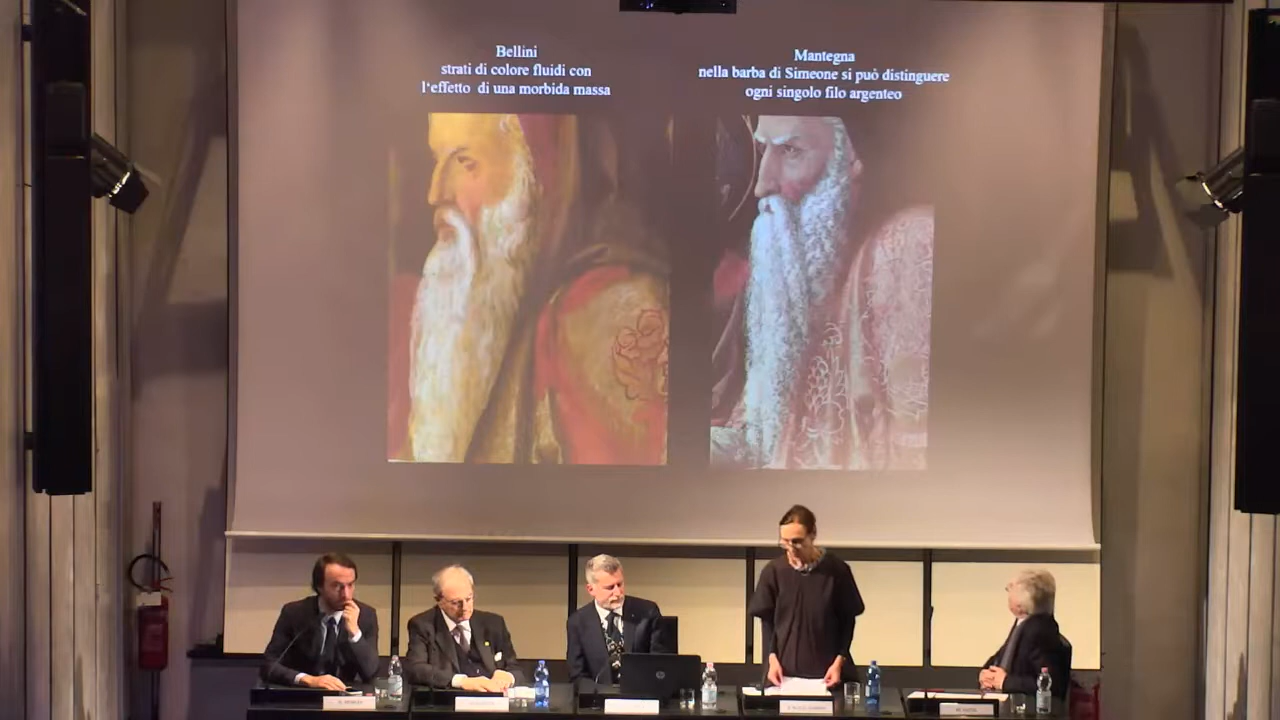 Bellini
strati di colore fluidi con
l'effetto di una morbida massa
Mantegna
nella barba di Simeone si può distinguere
ogni singolo filo argenteo